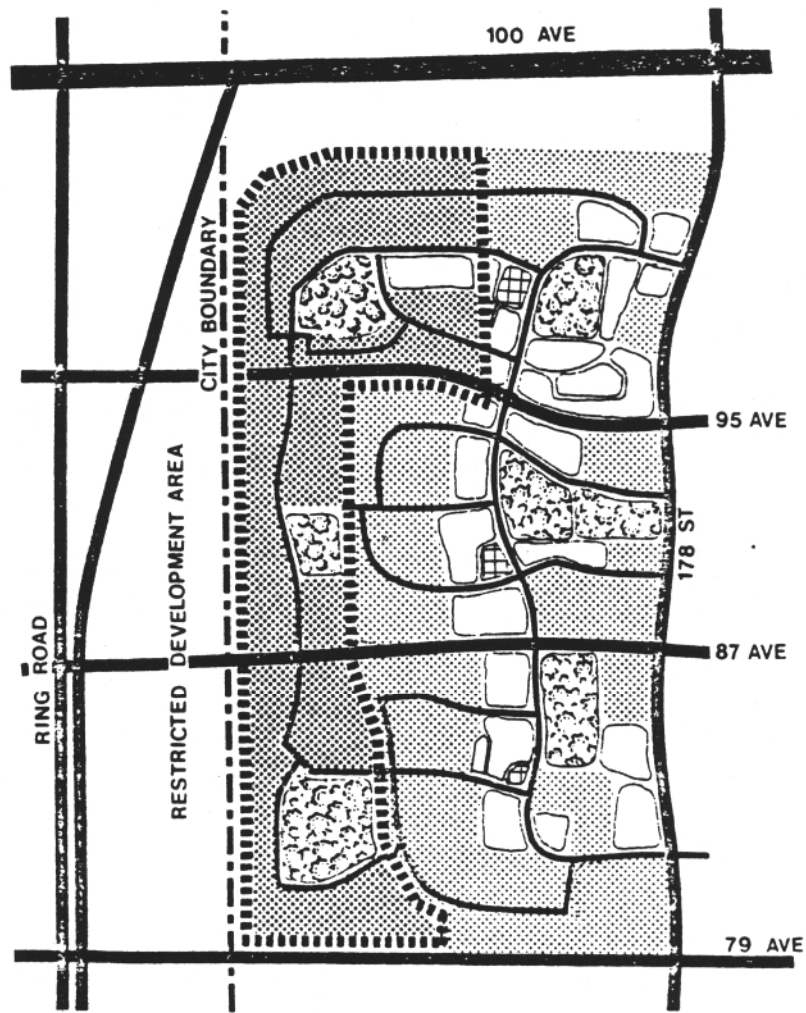 100 AVE
CITY BOUNDARY
95 AVE
RESTRICTED DEVELOPMENT AREA
178 ST
RING ROAD
87 AVE
79 AVE